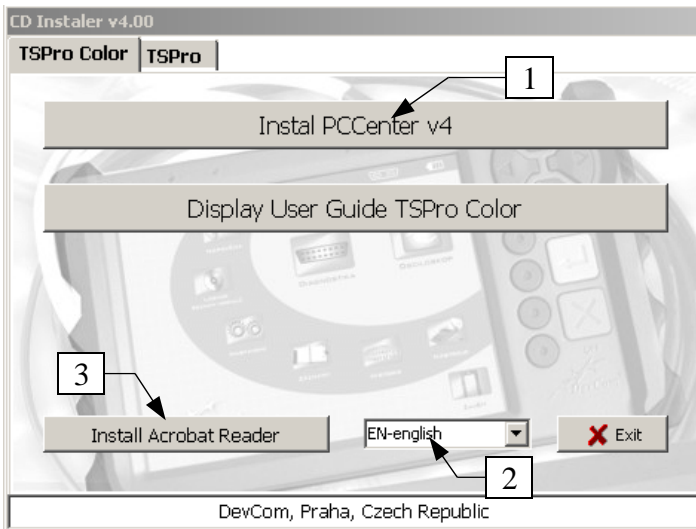 CD Instaler v4.00
TSPro Color TSPro
1
Instal PCCenter v4
Display User Guide TSPro Color
3
Install Acrobat Reader
EN-english
Exit
2
DevCom, Praha, Czech Republic